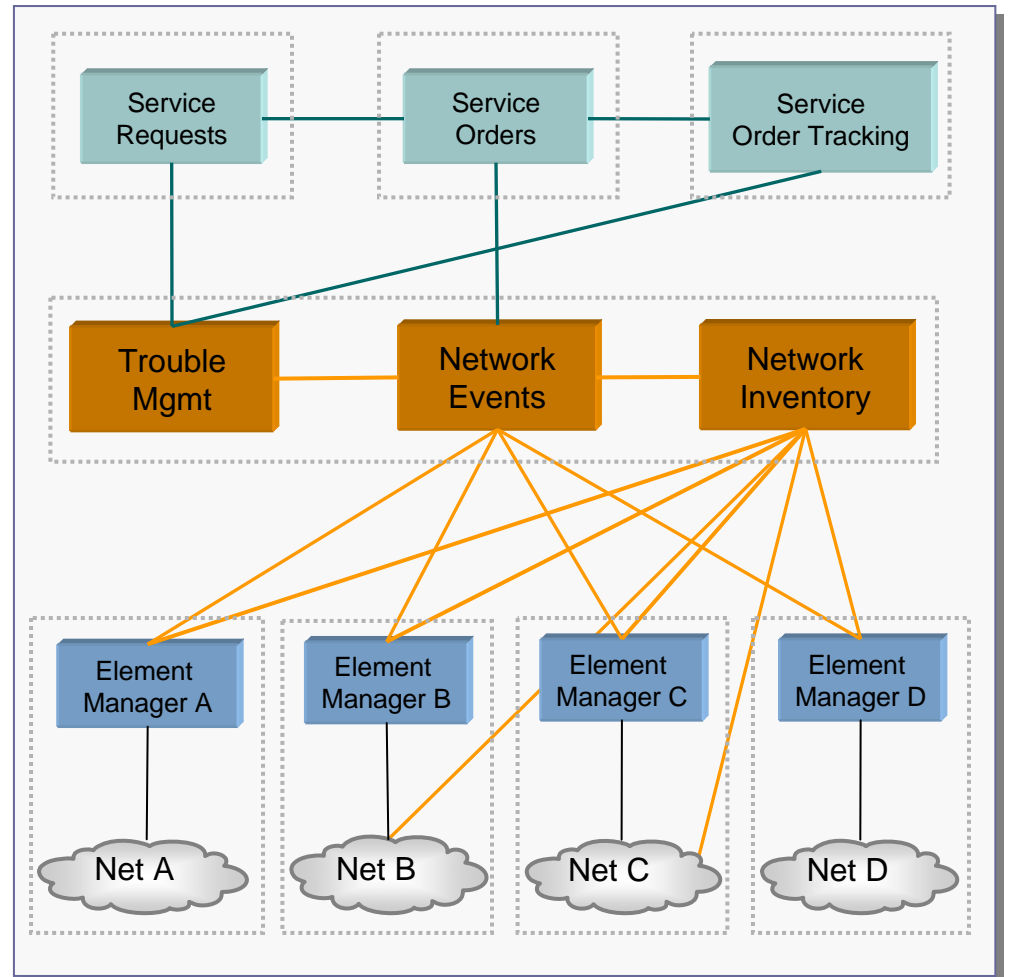 Service
Requests
Service
Orders
Service
Order Tracking
Trouble
Mgmt
Network
Events
Network
Inventory
Element
Manager A
Element
Manager B
Element
Manager C
Element
Manager D
Net A
Net B
Net C
Net D